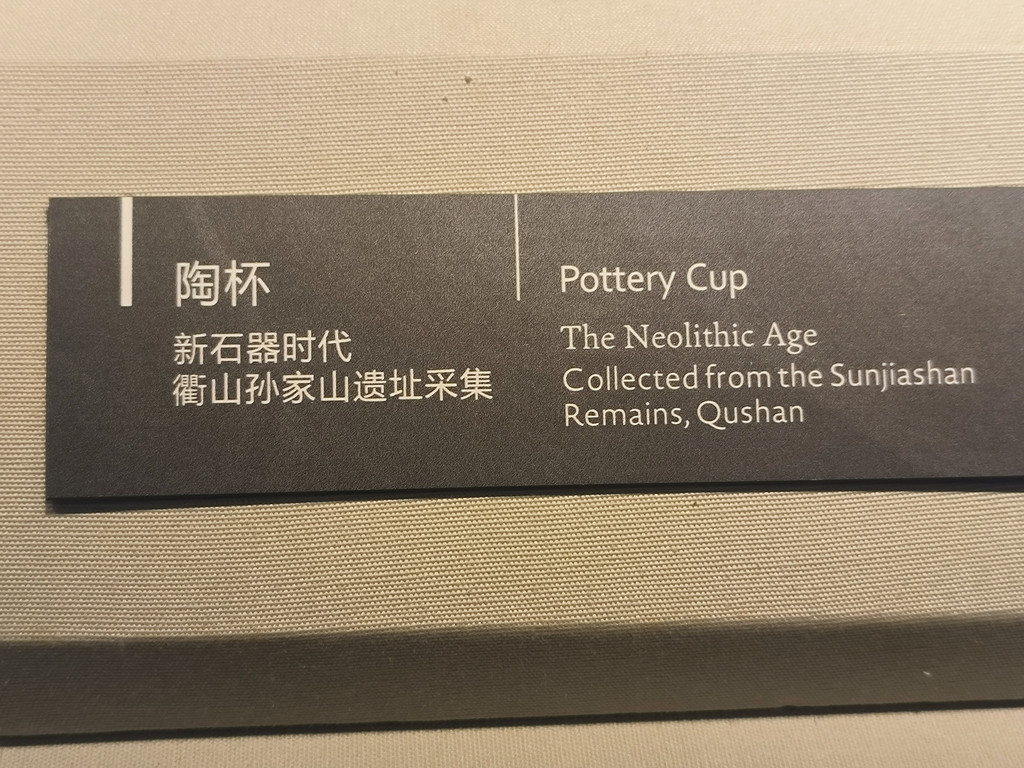 陶杯
新石器时代
衢山孙家山遗址采集
Pottery Cup
The Neolithic Age
Collected from the Sunjiashan
Remains, Qushan